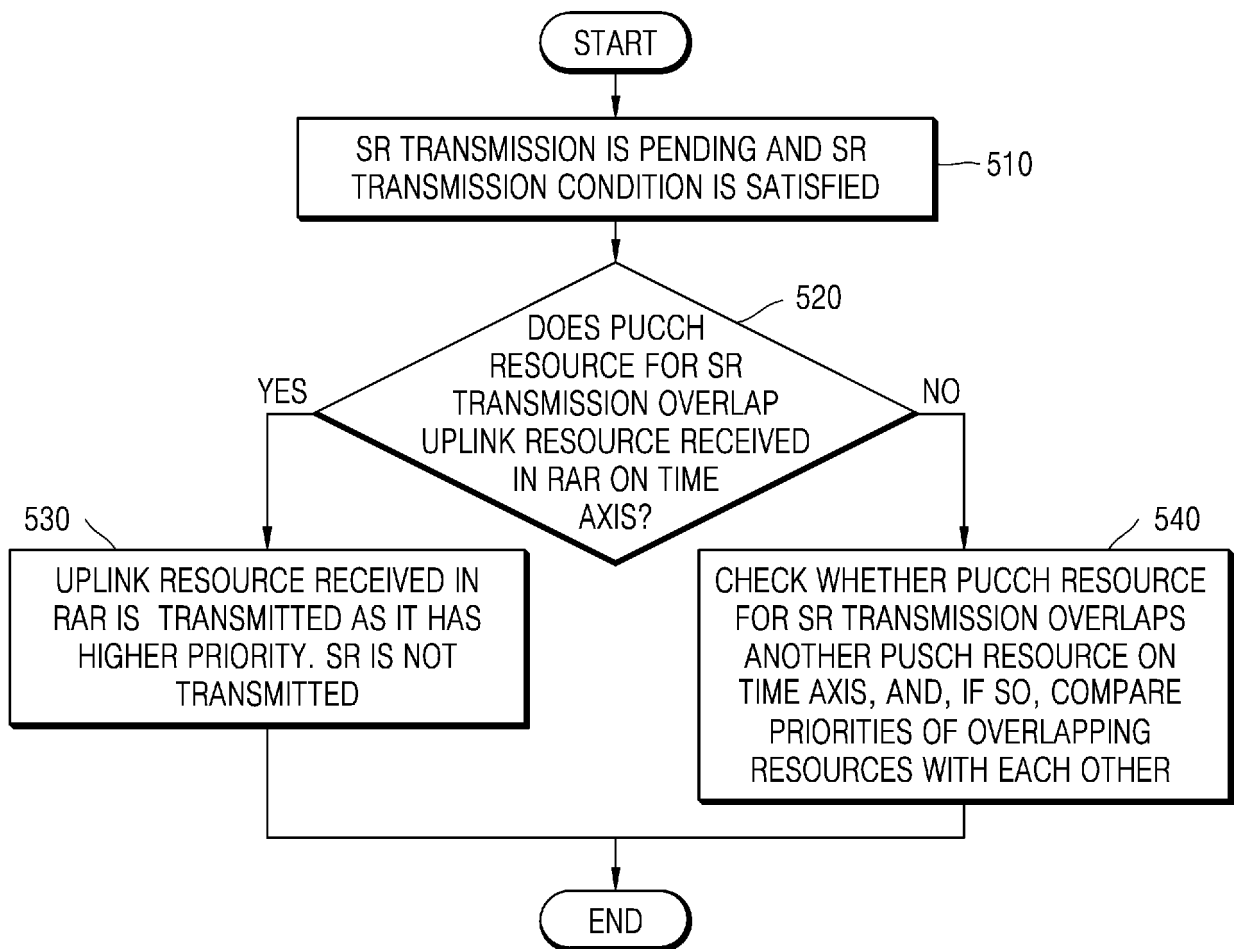 START
SR TRANSMISSION IS PENDING AND SR
TRANSMISSION CONDITION IS SATISFIED
510
520
DOES PUCCH
RESOURCE FOR SR
TRANSMISSION OVERLAP
UPLINK RESOURCE RECEIVED
IN RAR ON TIME
AXIS?
YES
NO
530
UPLINK RESOURCE RECEIVED IN
RAR IS TRANSMITTED AS IT HAS
HIGHER PRIORITY. SR IS NOT
TRANSMITTED
540
CHECK WHETHER PUCCH RESOURCE
FOR SR TRANSMISSION OVERLAPS
ANOTHER PUSCH RESOURCE ON
TIME AXIS, AND, IF SO, COMPARE
PRIORITIES OF OVERLAPPING
RESOURCES WITH EACH OTHER
END